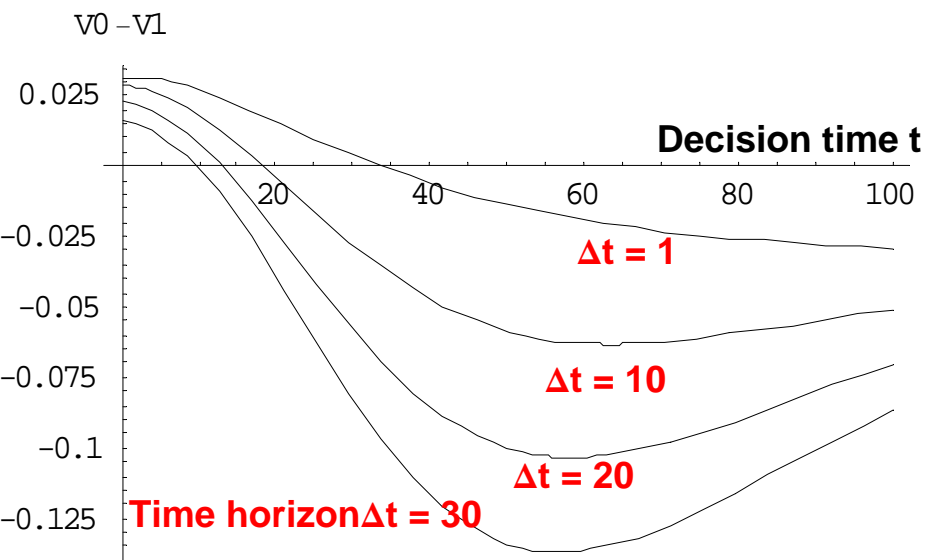 V0 –V1
0.025
Decision time t
20 40 60 80 100
–0.025
Δt = 1
–0.05
–0.075
Δt = 10
–0.1
Δt = 20
–0.125
Time horizonΔt = 30